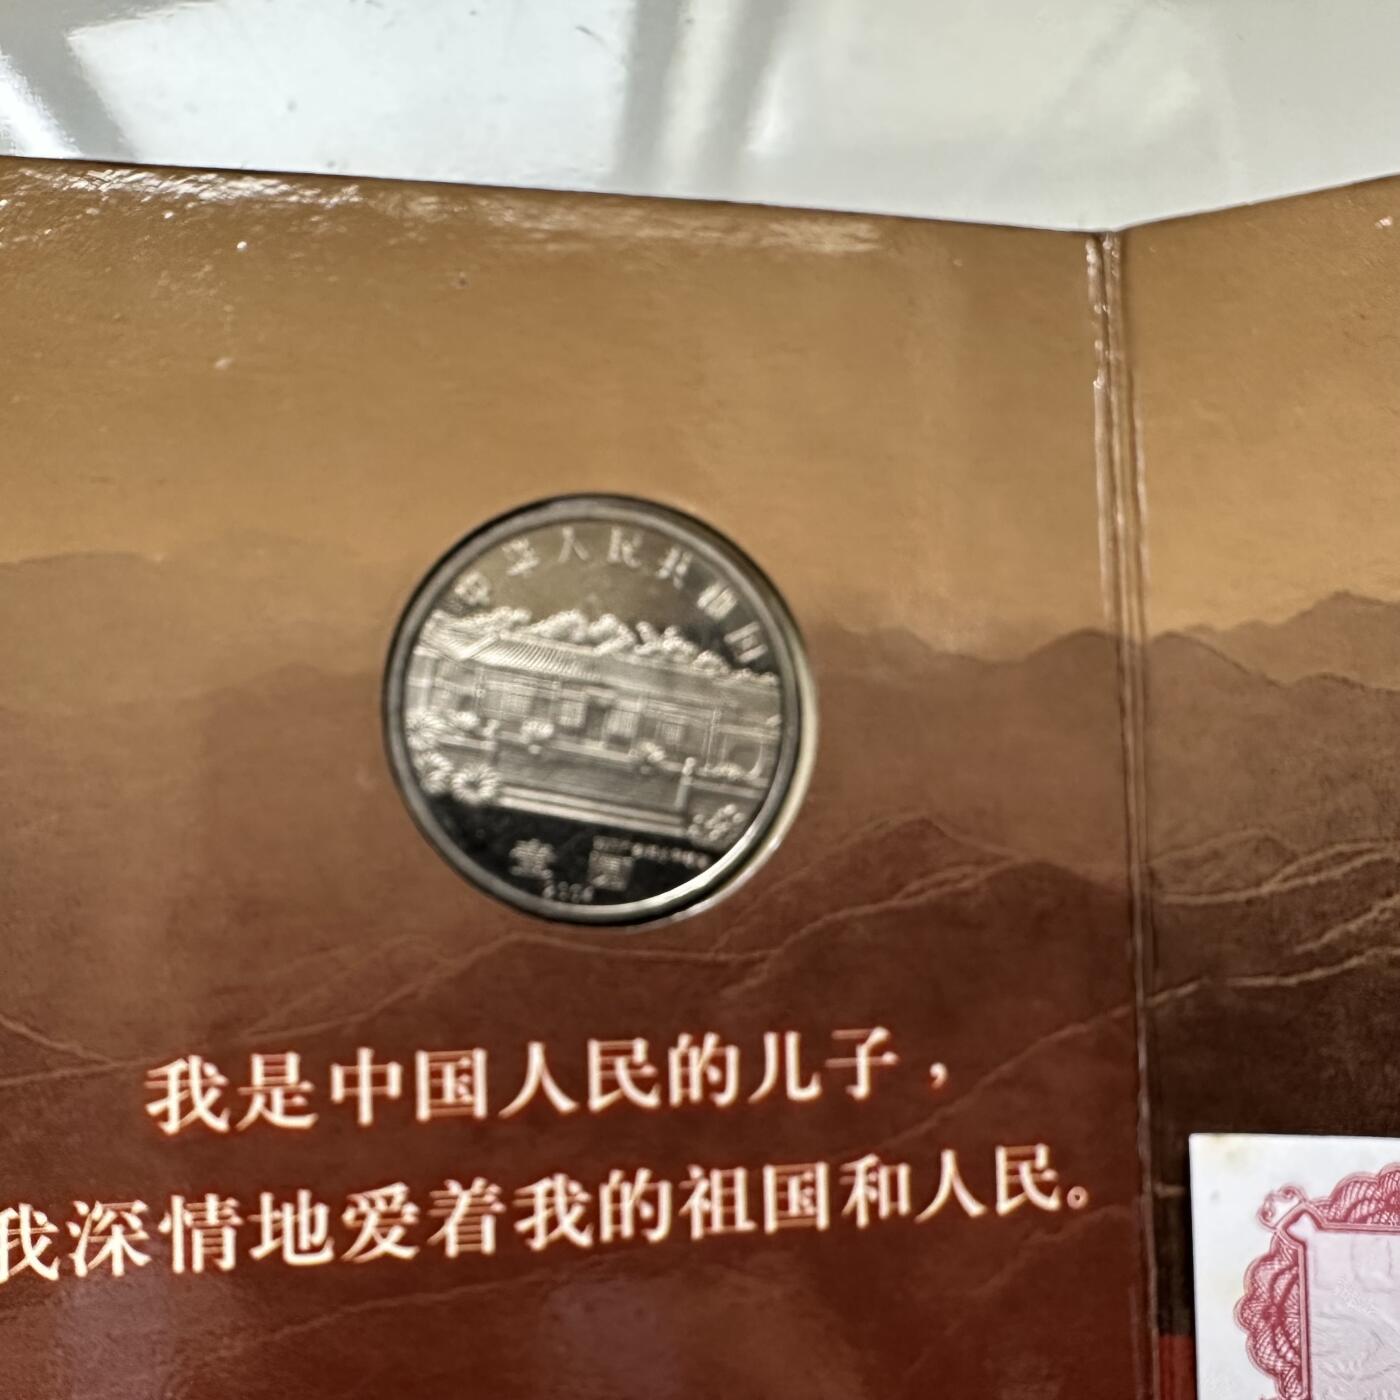 中华人民共和国
壹圆
2004
我是中国人民的儿子，
我深情地爱着我的祖国和人民。